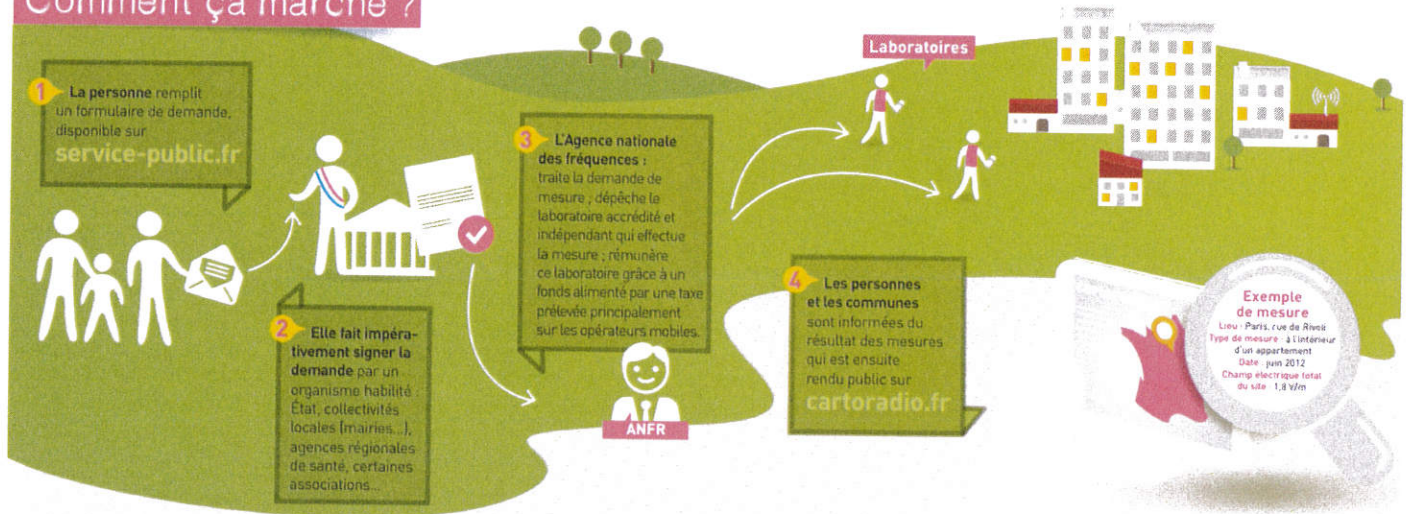 Comment ça marche ?
1 La personne remplit
un formulaire de demande,
disponible sur
service-public.fr
2 Elle fait impéra-
tivement signer la
demande par un
organisme habilité :
État, collectivités
locales (mairies...),
agences régionales
de santé, certaines
associations...
3 L'Agence nationale
des fréquences :
traite la demande de
mesure ; dépêche le
laboratoire accrédité et
indépendant qui effectue
la mesure ; rémunère
ce laboratoire grâce à un
fonds alimenté par une taxe
prélevée principalement
sur les opérateurs mobiles.
ANFR
Laboratoires
4 Les personnes
et les communes
sont informées du
résultat des mesures
qui est ensuite
rendu public sur
cartoradio.fr
Exemple
de mesure
Lieu : Paris, rue de Rivoli
Type de mesure : à l'intérieur
d'un appartement
Date : juin 2012
Champ électrique total
du site : 1,8 V/m